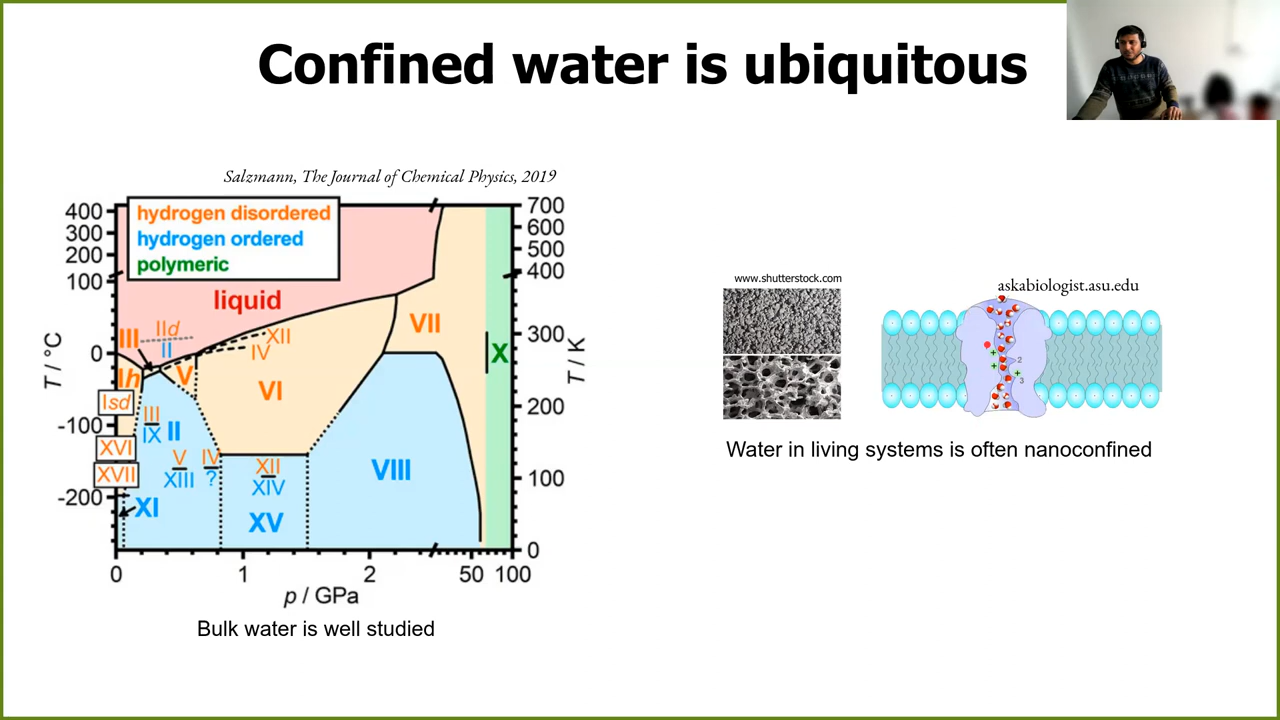 Confined water is ubiquitous
Salzmann, The Journal of Chemical Physics, 2019
hydrogen disordered
hydrogen ordered
polymeric
400
300
200
100
0
-100
-200
T / °C
700
600
500
400
300
200
100
0
T / K
liquid
III
IId
II
XII
IV
VII
X
Ih
V
VI
Isd
III
IX
II
XVI
V
XIII
IV
?
XII
XIV
VIII
XVII
XI
XV
0
1
2
50
100
p / GPa
Bulk water is well studied
www.shutterstock.com
askabiologist.asu.edu
+
2
+
+
3
Water in living systems is often nanoconfined